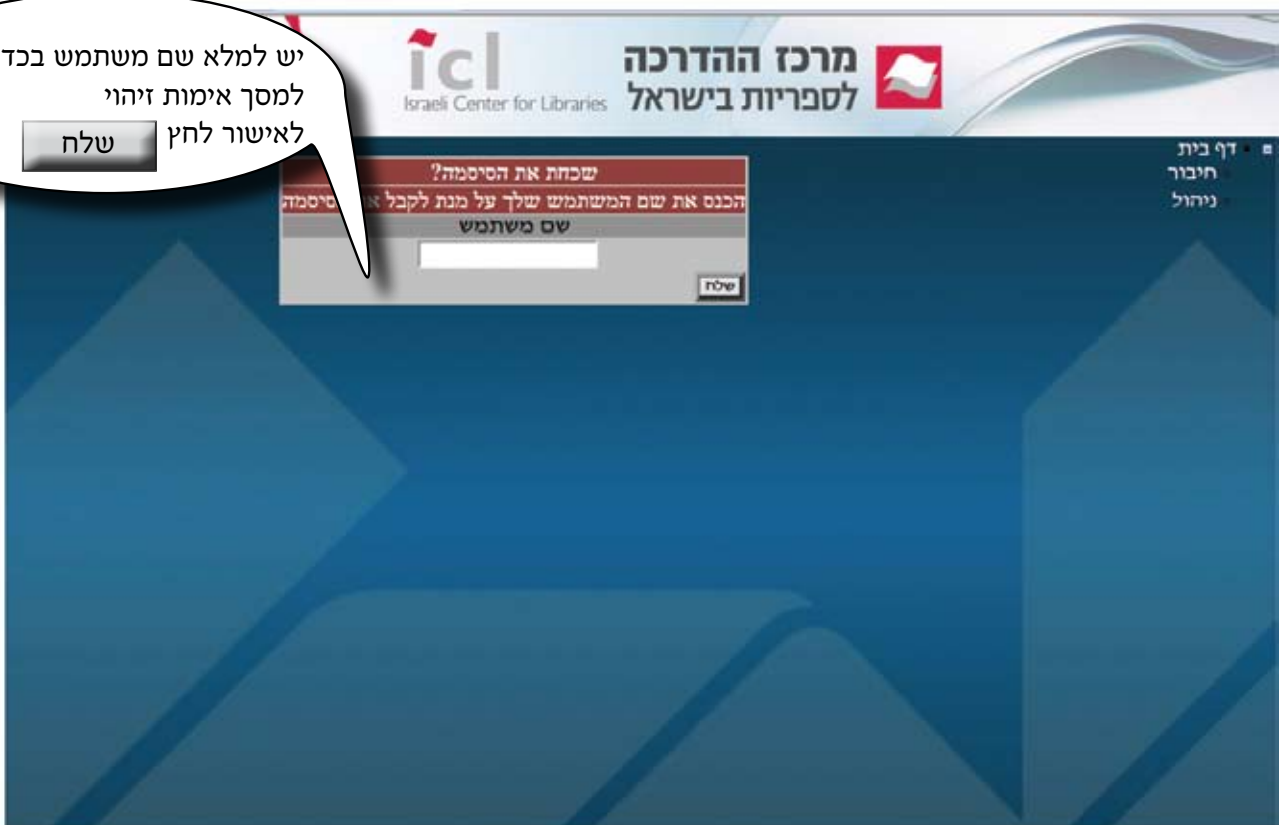 יש למלא שם משתמש בכד
למסך אימות זיהוי
לאישור לחץ שלח
icl
Israeli Center for Libraries
מרכז ההדרכה
לספריות בישראל
דף בית
חיבור
ניהול
שכחת את הסיסמה?
הכנס את שם המשתמש שלך על מנת לקבל סיסמה
שם משתמש
שלח